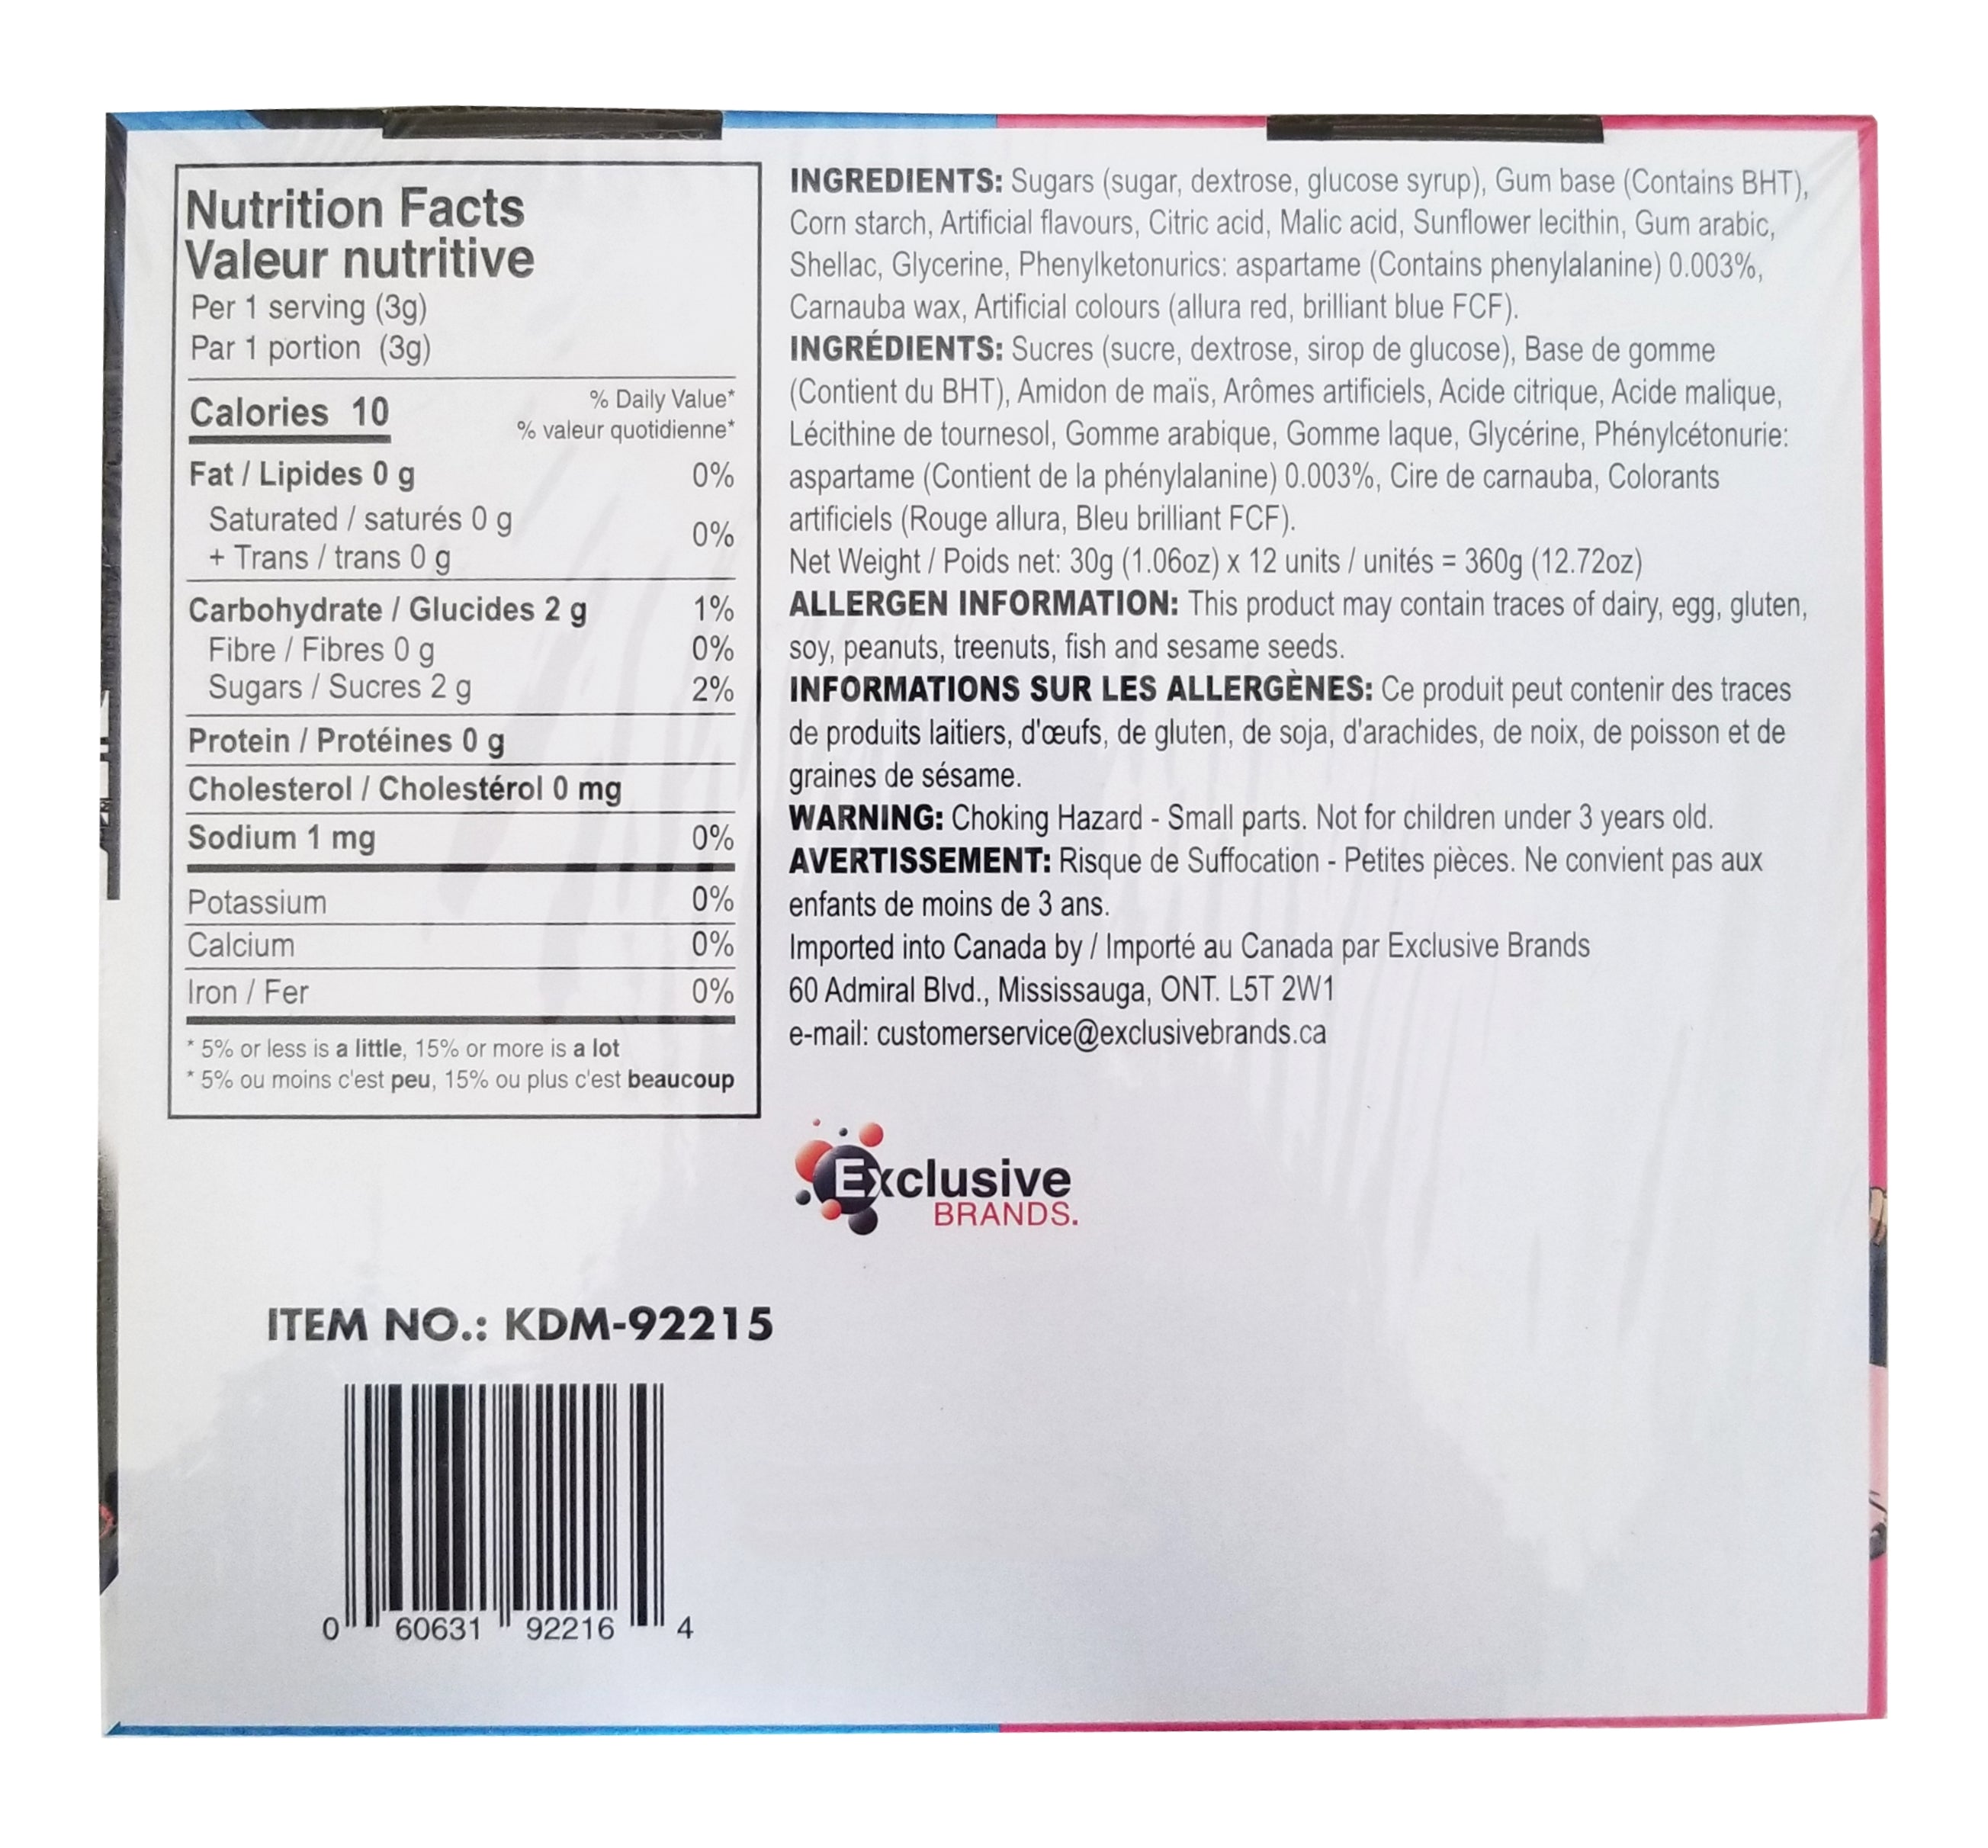 Nutrition Facts
Valeur nutritive
Per 1 serving (3g)
Par 1 portion (3g)
Calories 10
% Daily Value*
% valeur quotidienne*
Fat / Lipides 0 g 0%
Saturated / saturés 0 g
+ Trans / trans 0 g 0%
Carbohydrate / Glucides 2 g 1%
Fibre / Fibres 0 g 0%
Sugars / Sucres 2 g 2%
Protein / Protéines 0 g
Cholesterol / Cholestérol 0 mg
Sodium 1 mg 0%
Potassium 0%
Calcium 0%
Iron / Fer 0%
* 5% or less is a little, 15% or more is a lot
* 5% ou moins c'est peu, 15% ou plus c'est beaucoup
INGREDIENTS: Sugars (sugar, dextrose, glucose syrup), Gum base (Contains BHT),
Corn starch, Artificial flavours, Citric acid, Malic acid, Sunflower lecithin, Gum arabic,
Shellac, Glycerine, Phenylketonurics: aspartame (Contains phenylalanine) 0.003%,
Carnauba wax, Artificial colours (allura red, brilliant blue FCF).
INGRÉDIENTS: Sucres (sucre, dextrose, sirop de glucose), Base de gomme
(Contient du BHT), Amidon de maïs, Arômes artificiels, Acide citrique, Acide malique,
Lécithine de tournesol, Gomme arabique, Gomme laque, Glycérine, Phénylcétonurie:
aspartame (Contient de la phénylalanine) 0.003%, Cire de carnauba, Colorants
artificiels (Rouge allura, Bleu brilliant FCF).
Net Weight / Poids net: 30g (1.06oz) x 12 units / unités = 360g (12.72oz)
ALLERGEN INFORMATION: This product may contain traces of dairy, egg, gluten,
soy, peanuts, treenuts, fish and sesame seeds.
INFORMATIONS SUR LES ALLERGÈNES: Ce produit peut contenir des traces
de produits laitiers, d'œufs, de gluten, de soja, d'arachides, de noix, de poisson et de
graines de sésame.
WARNING: Choking Hazard - Small parts. Not for children under 3 years old.
AVERTISSEMENT: Risque de Suffocation - Petites pièces. Ne convient pas aux
enfants de moins de 3 ans.
Imported into Canada by / Importé au Canada par Exclusive Brands
60 Admiral Blvd., Mississauga, ONT. L5T 2W1
e-mail: customerservice@exclusivebrands.ca
Exclusive
BRANDS.
ITEM NO.: KDM-92215
0 60631 92216 4